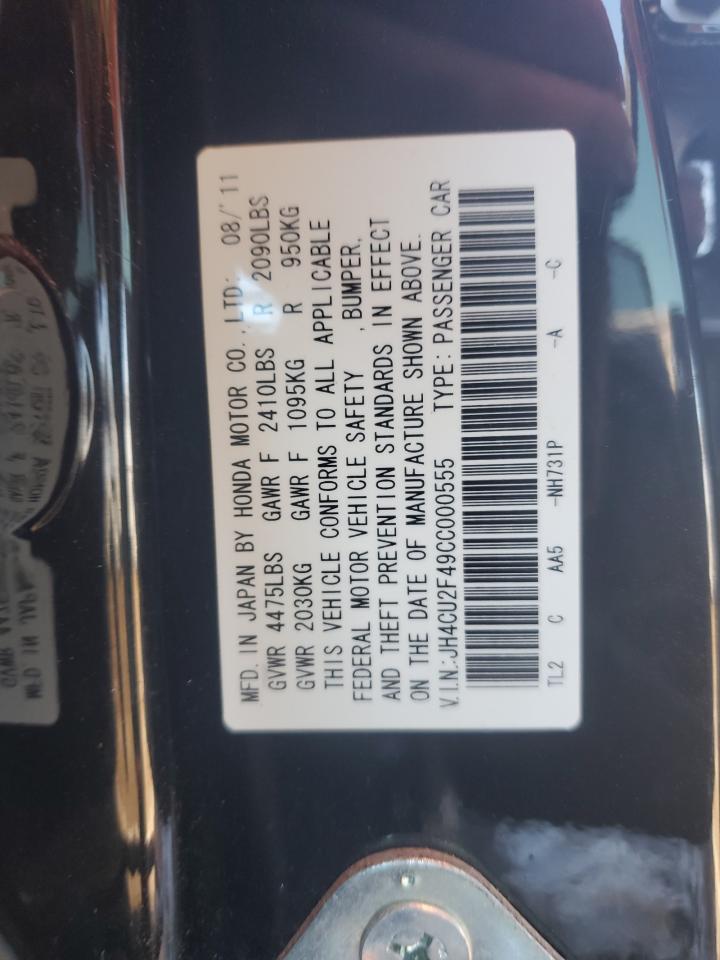 MFD. IN JAPAN BY HONDA MOTOR CO., LTD. 08/'11
GVWR 4475LBS GAWR F 2410LBS R 2090LBS
GVWR 2030KG GAWR F 1095KG R 950KG
THIS VEHICLE CONFORMS TO ALL APPLICABLE
FEDERAL MOTOR VEHICLE SAFETY , BUMPER,
AND THEFT PREVENTION STANDARDS IN EFFECT
ON THE DATE OF MANUFACTURE SHOWN ABOVE.
V.I.N.:JH4CU2F49CC000555 TYPE: PASSENGER CAR
TL2 C AA5 -NH731P -A -C